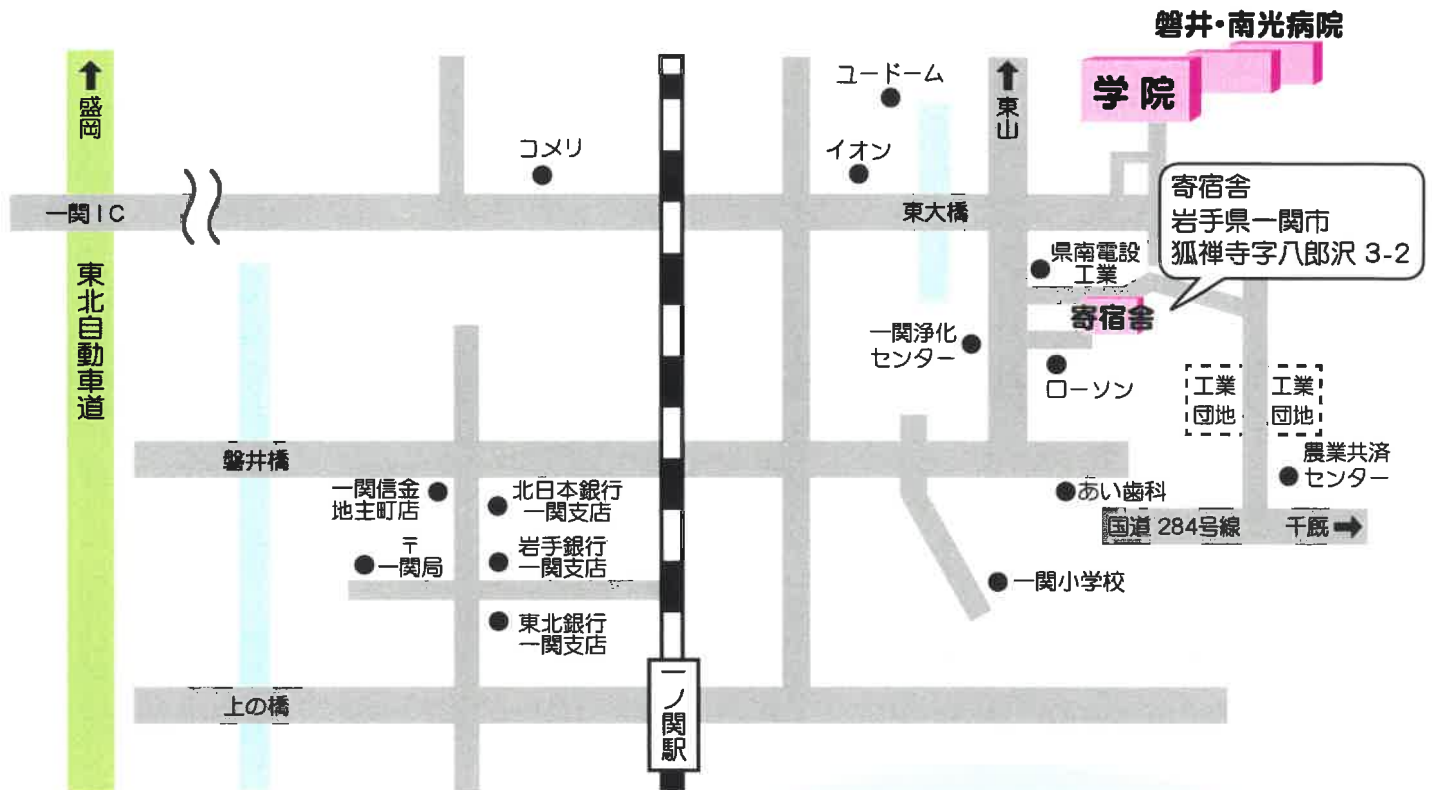 磐井・南光病院
学院
盛岡
ユードーム
東山
コメリ
イオン
一関IC
東大橋
寄宿舎
岩手県一関市
狐禅寺字八郎沢 3-2
県南電設
工業
東北自動車道
寄宿舎
一関浄化
センター
ローソン
工業
団地
工業
団地
磐井橋
農業共済
センター
一関信金
地主町店
北日本銀行
一関支店
あい歯科
国道 284号線
千厩
〒
一関局
岩手銀行
一関支店
一関小学校
東北銀行
一関支店
上の橋
一ノ関駅